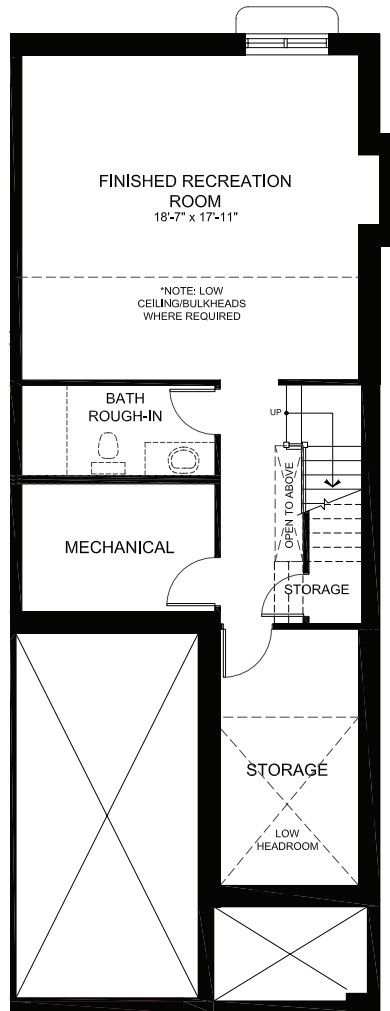 FINISHED RECREATION
ROOM
18'-7" x 17'-11"
*NOTE: LOW
CEILING/BULKHEADS
WHERE REQUIRED
BATH
ROUGH-IN
UP
OPEN TO ABOVE
MECHANICAL
STORAGE
STORAGE
LOW
HEADROOM